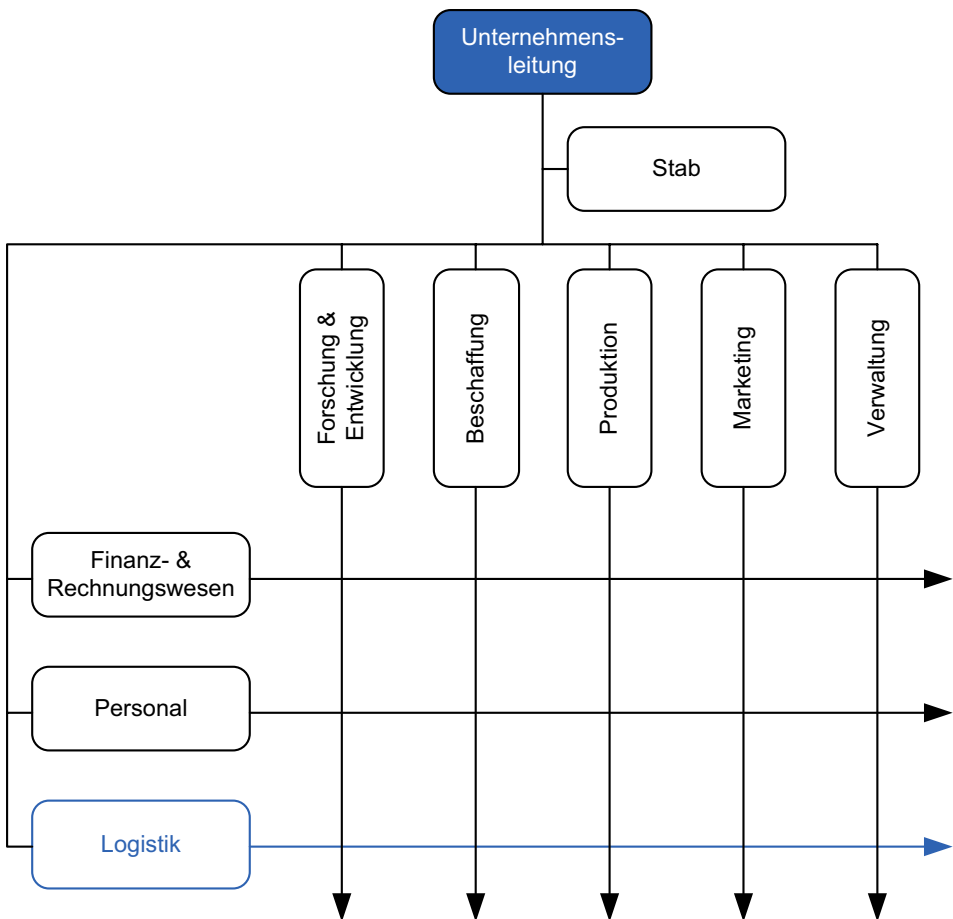 Unternehmens-
leitung
Stab
Forschung &
Entwicklung
Beschaffung
Produktion
Marketing
Verwaltung
Finanz- &
Rechnungswesen
Personal
Logistik